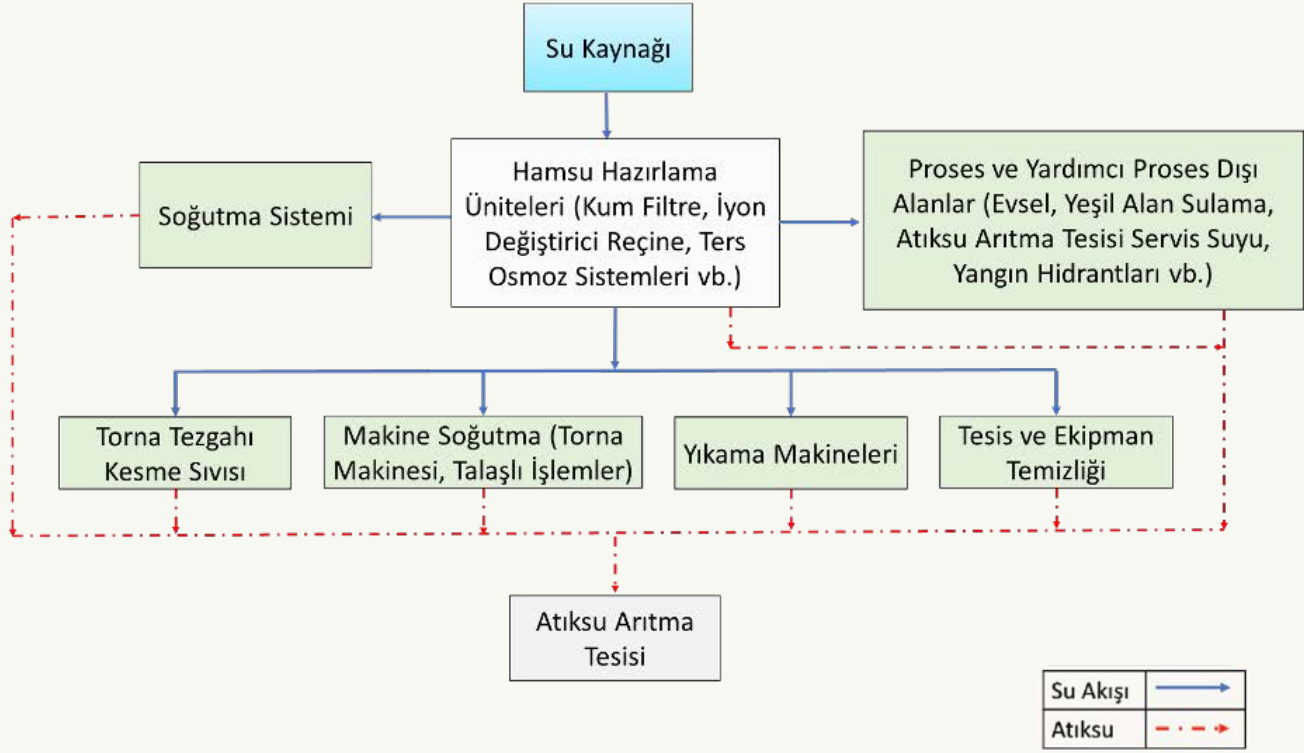 Su Kaynağı
Hamsu Hazırlama
Üniteleri (Kum Filtre, İyon
Değiştirici Reçine, Ters
Osmoz Sistemleri vb.)
Soğutma Sistemi
Proses ve Yardımcı Proses Dışı
Alanlar (Evsel, Yeşil Alan Sulama,
Atıksu Arıtma Tesisi Servis Suyu,
Yangın Hidrantları vb.)
Torna Tezgahı
Kesme Sıvısı
Makine Soğutma (Torna
Makinesi, Talaşlı İşlemler)
Yıkama Makineleri
Tesis ve Ekipman
Temizliği
Atıksu Arıtma
Tesisi
Su Akışı
Atıksu